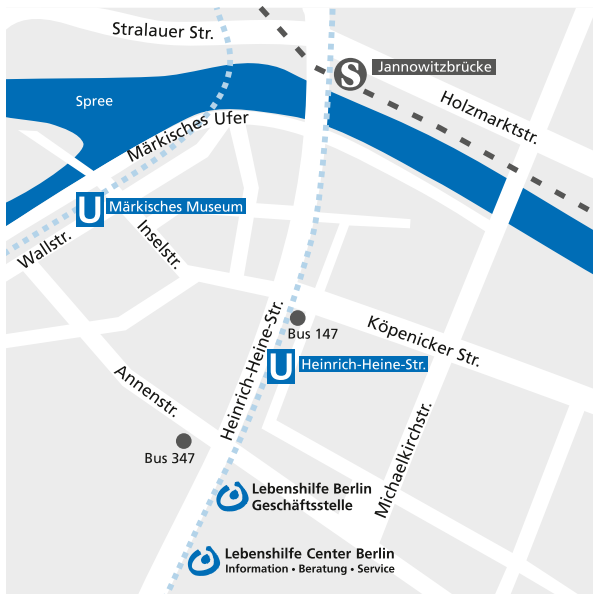 Stralauer Str.
S
Jannowitzbrücke
Spree
Holzmarktstr.
Märkisches Ufer
U
Märkisches Museum
Wallstr.
Inselstr.
Heinrich-Heine-Str.
Bus 147
Köpenicker Str.
U
Heinrich-Heine-Str.
Annenstr.
Michaelkirchstr.
Bus 347
Lebenshilfe Berlin
Geschäftsstelle
Lebenshilfe Center Berlin
Information • Beratung • Service